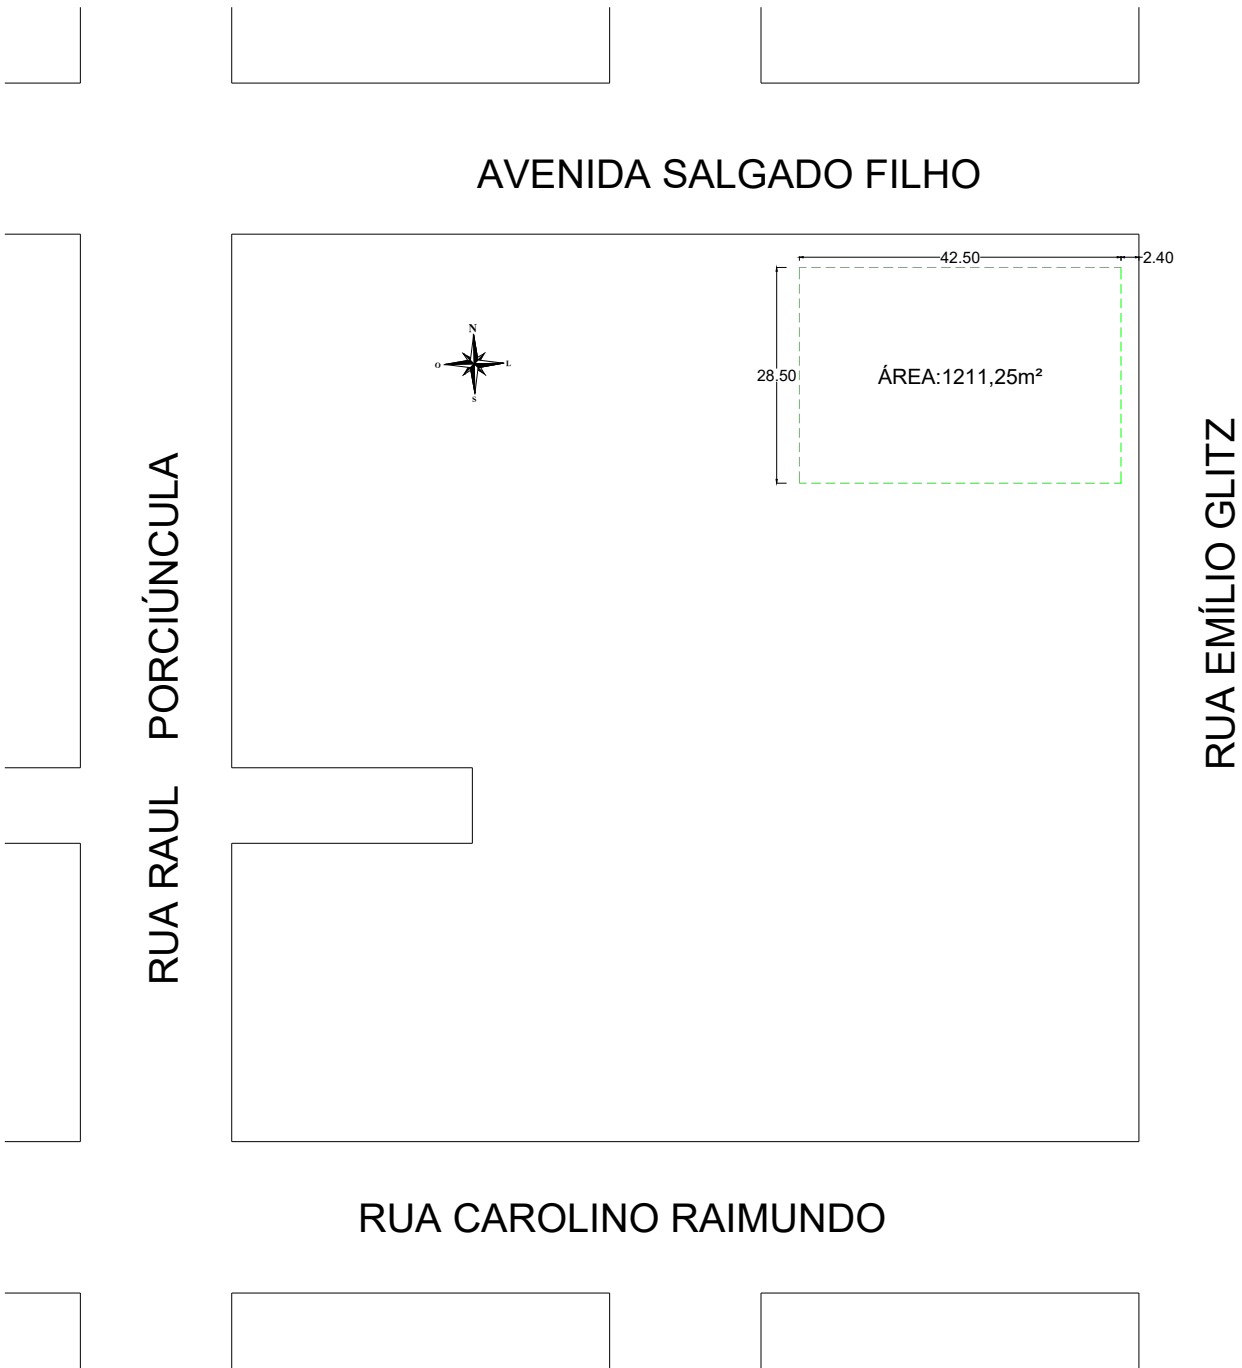 AVENIDA SALGADO FILHO
42.50
2.40
N
O
L
S
28.50
ÁREA:1211,25m²
RUA RAUL PORCIÚNCULA
RUA EMÍLIO GLITZ
RUA CAROLINO RAIMUNDO